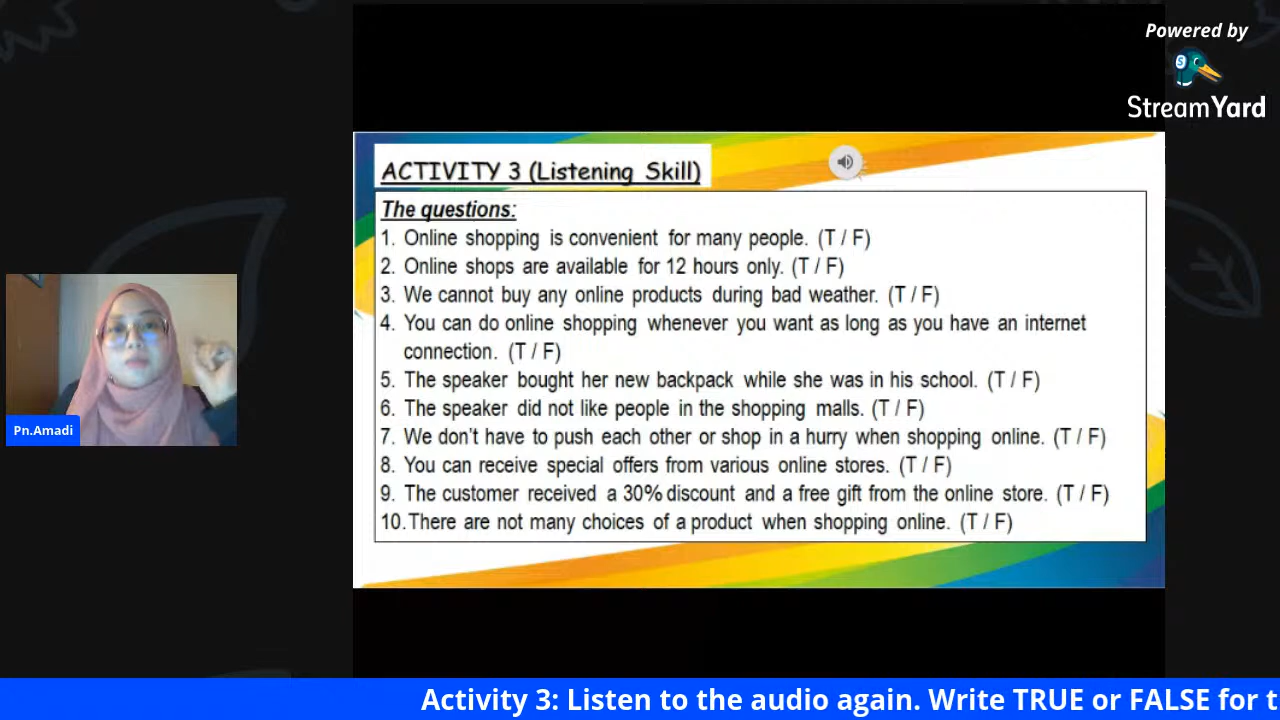 Powered by
StreamYard
ACTIVITY 3 (Listening Skill)
The questions:
1. Online shopping is convenient for many people. (T / F)
2. Online shops are available for 12 hours only. (T / F)
3. We cannot buy any online products during bad weather. (T / F)
4. You can do online shopping whenever you want as long as you have an internet
connection. (T / F)
5. The speaker bought her new backpack while she was in his school. (T / F)
6. The speaker did not like people in the shopping malls. (T / F)
7. We don't have to push each other or shop in a hurry when shopping online. (T / F)
8. You can receive special offers from various online stores. (T / F)
9. The customer received a 30% discount and a free gift from the online store. (T / F)
10.There are not many choices of a product when shopping online. (T / F)
Pn.Amadi
Activity 3: Listen to the audio again. Write TRUE or FALSE for t